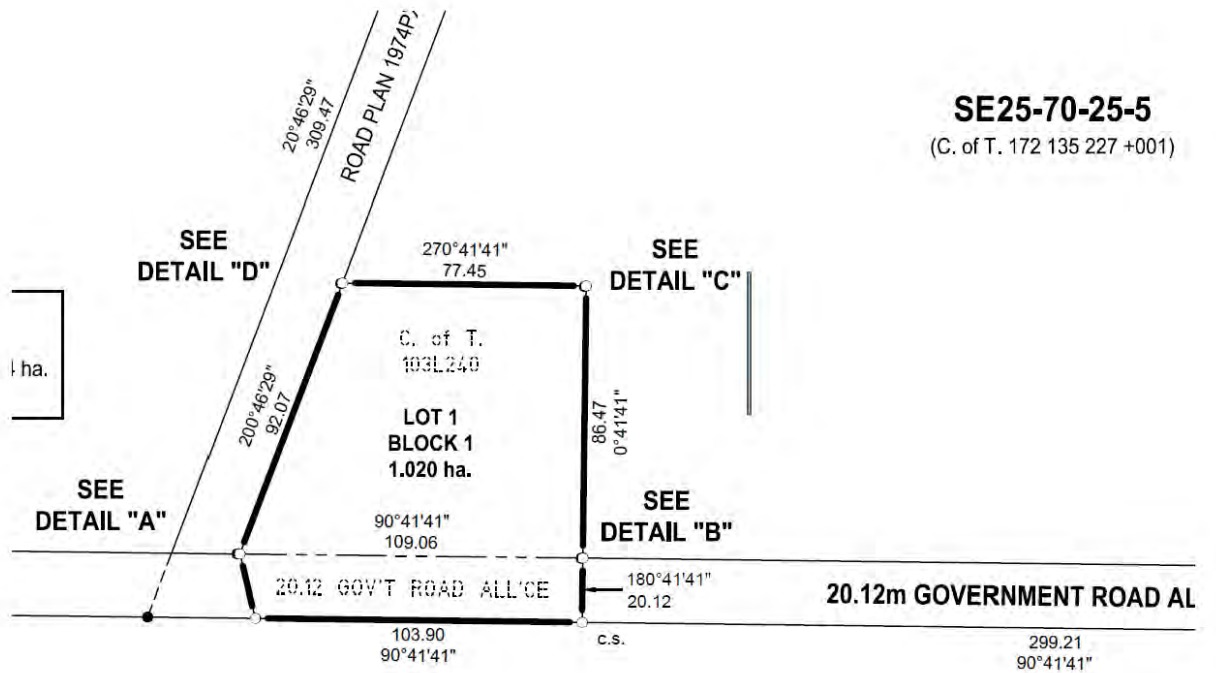 20°46'29"
309.47
ROAD PLAN 1974P
SE25-70-25-5
(C. of T. 172 135 227 +001)
SEE
DETAIL "D"
270°41'41"
77.45
SEE
DETAIL "C"
ha.
C. of T.
103L240
LOT 1
BLOCK 1
1.020 ha.
200°46'29"
92.07
86.47
0°41'41"
SEE
DETAIL "A"
90°41'41"
109.06
SEE
DETAIL "B"
20.12 GOV'T ROAD ALL'CE
180°41'41"
20.12
20.12m GOVERNMENT ROAD AL
103.90
90°41'41"
c.s.
299.21
90°41'41"